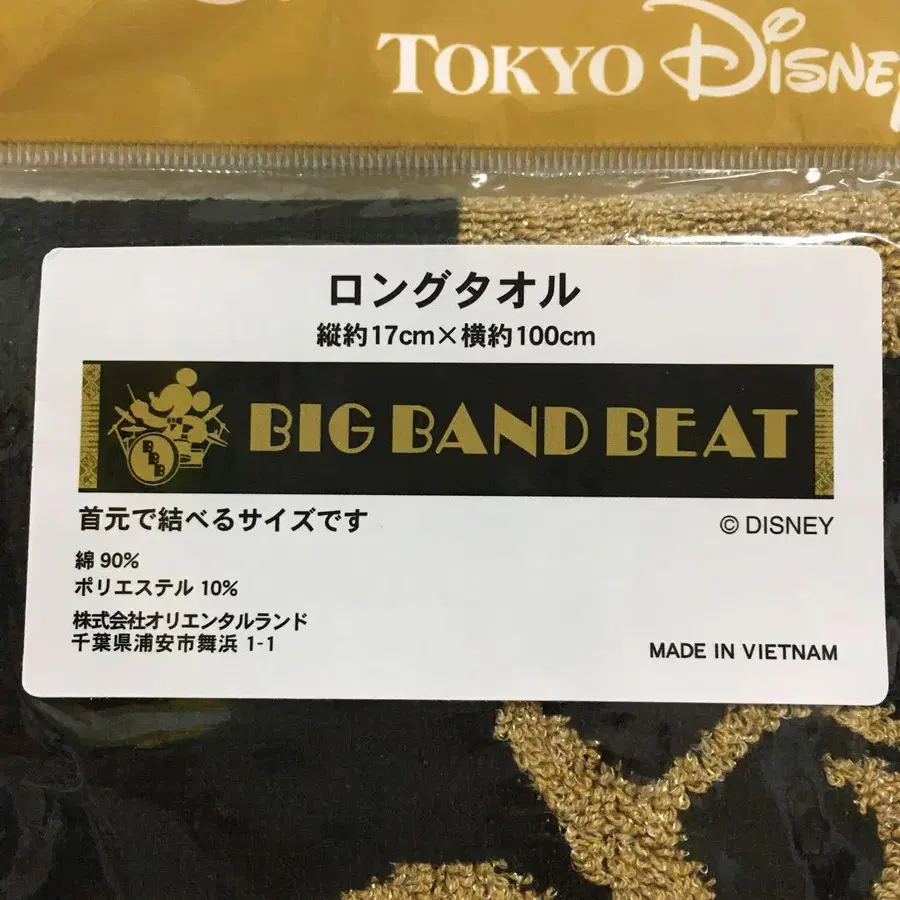 TOKYO DISNEY
ロングタオル
縦約17cm×横約100cm
BBB
BIG BAND BEAT
首元で結べるサイズです
© DISNEY
綿 90%
ポリエステル 10%
株式会社オリエンタルランド
千葉県浦安市舞浜 1-1
MADE IN VIETNAM